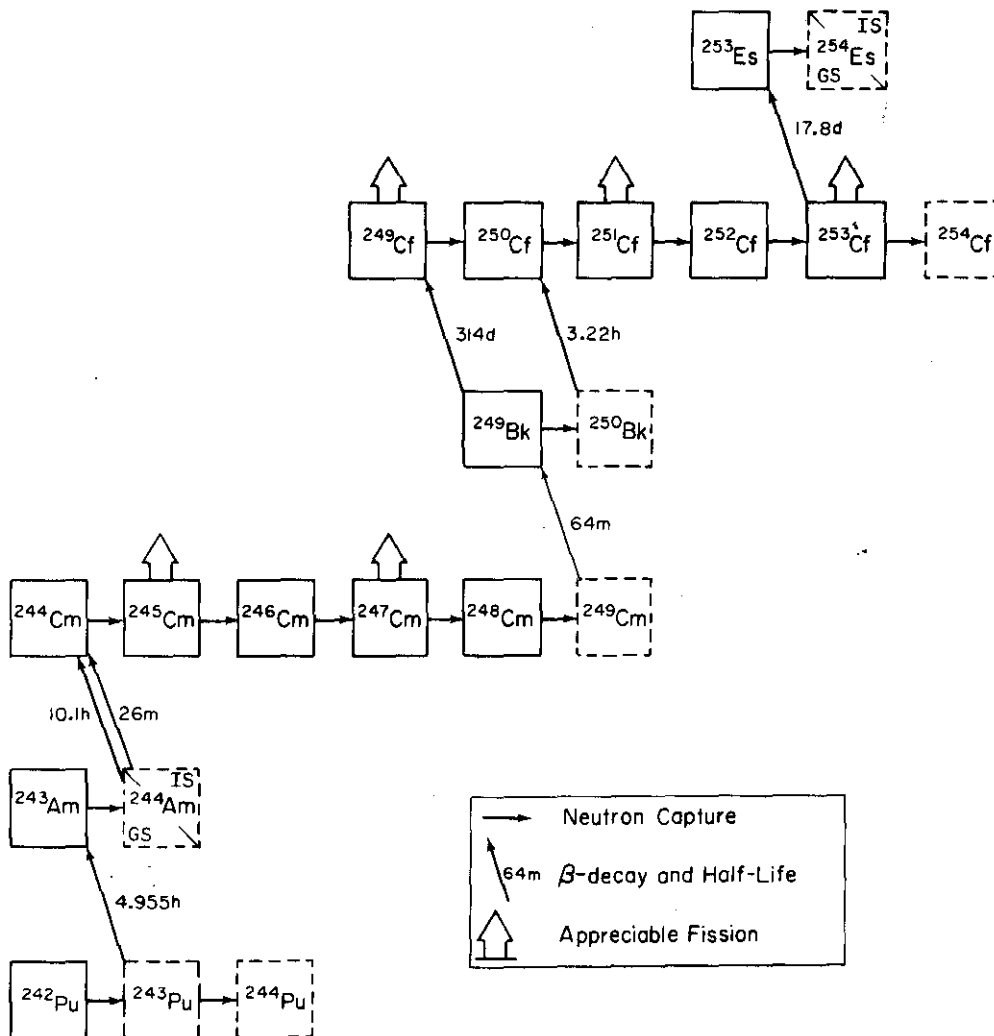 IS
²⁵³Es
²⁵⁴Es
GS
17.8d
²⁴⁹Cf
²⁵⁰Cf
²⁵¹Cf
²⁵²Cf
²⁵³Cf
²⁵⁴Cf
314d
3.22h
²⁴⁹Bk
²⁵⁰Bk
64m
²⁴⁴Cm
²⁴⁵Cm
²⁴⁶Cm
²⁴⁷Cm
²⁴⁸Cm
²⁴⁹Cm
10.1h
26m
IS
²⁴³Am
²⁴⁴Am
GS
4.955h
²⁴²Pu
²⁴³Pu
²⁴⁴Pu
Neutron Capture
64m β-decay and Half-Life
Appreciable Fission